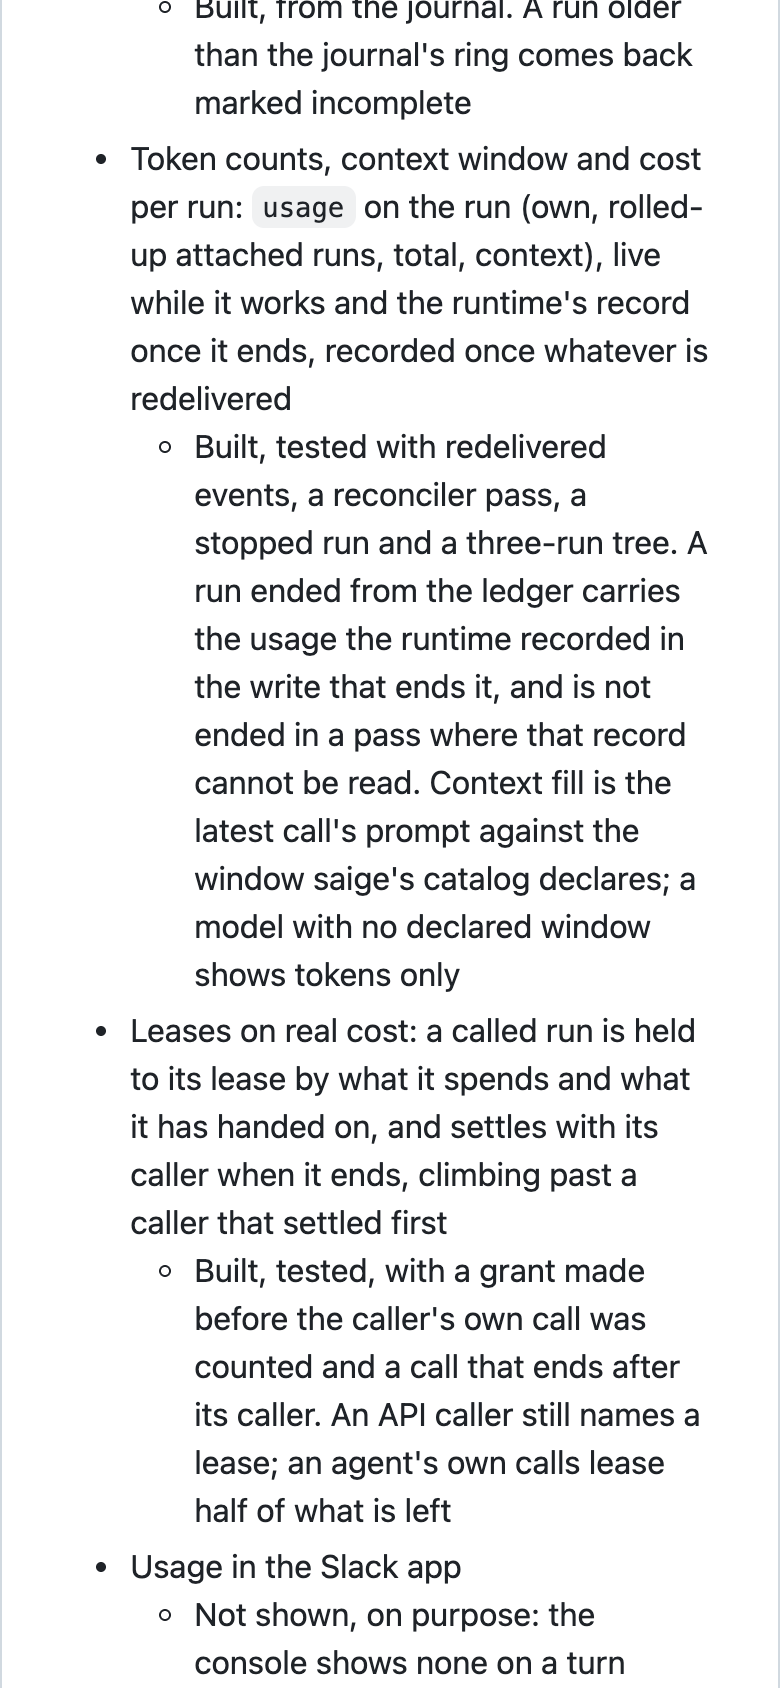 Built, from the journal. A run older
than the journal's ring comes back
marked incomplete
Token counts, context window and cost
per run: usage on the run (own, rolled-
up attached runs, total, context), live
while it works and the runtime's record
once it ends, recorded once whatever is
redelivered
Built, tested with redelivered
events, a reconciler pass, a
stopped run and a three-run tree. A
run ended from the ledger carries
the usage the runtime recorded in
the write that ends it, and is not
ended in a pass where that record
cannot be read. Context fill is the
latest call's prompt against the
window saige's catalog declares; a
model with no declared window
shows tokens only
Leases on real cost: a called run is held
to its lease by what it spends and what
it has handed on, and settles with its
caller when it ends, climbing past a
caller that settled first
Built, tested, with a grant made
before the caller's own call was
counted and a call that ends after
its caller. An API caller still names a
lease; an agent's own calls lease
half of what is left
Usage in the Slack app
Not shown, on purpose: the
console shows none on a turn